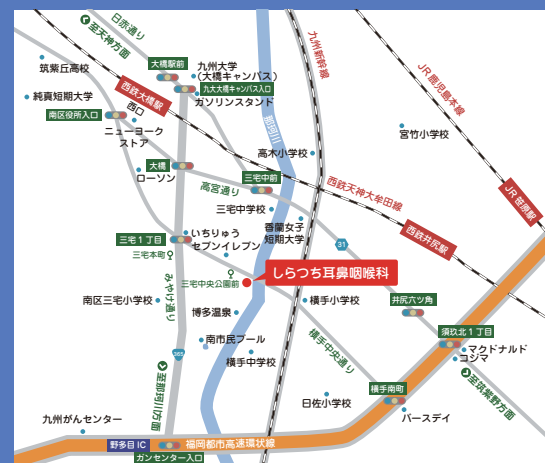 日赤通り
至天神方面
筑紫丘高校
大橋駅前
九州大学
(大橋キャンパス)
九大大橋キャンパス入口
ガソリンスタンド
純真短期大学
西鉄大橋駅
西口
南区役所入口
ニューヨーク
ストア
那珂川
九州新幹線
JR鹿児島本線
宮竹小学校
高木小学校
大橋
ローソン
三宅中前
高宮通り
西鉄天神大牟田線
JR笹原駅
三宅中学校
香蘭女子
短期大学
西鉄井尻駅
31
三宅1丁目
いちりゅう
セブンイレブン
三宅本町
三宅中央公園前
しらつち耳鼻咽喉科
みやけ通り
南区三宅小学校
博多温泉
横手小学校
井尻六ツ角
須玖北1丁目
マクドナルド
コジマ
南市民プール
横手中学校
横手中央通り
365
至那珂川方面
至筑紫野方面
横手南町
日佐小学校
バースデイ
九州がんセンター
野多目IC
福岡都市高速環状線
ガンセンター入口